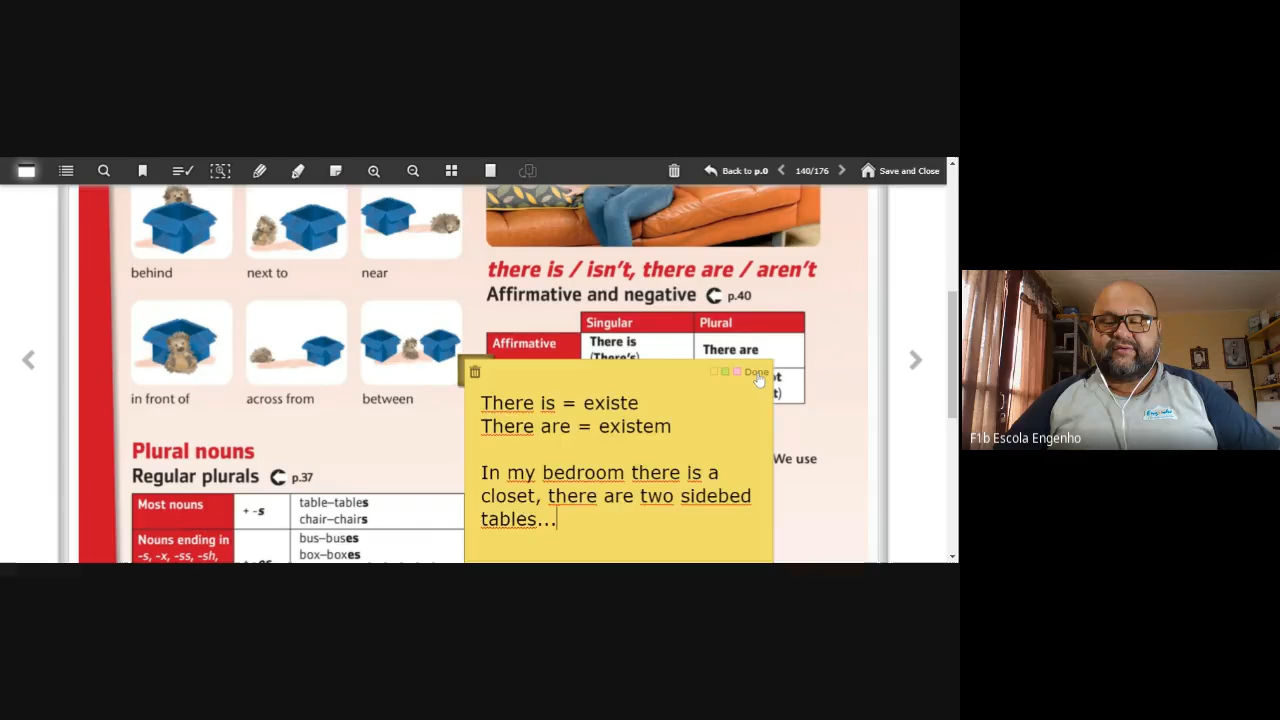 Back to p.0
140/176
Save and Close
behind
next to
near
in front of
across from
between
Plural nouns
Regular plurals p.37
Most nouns
+ -s
table–tables
chair–chairs
Nouns ending in
-s, -x, -ss, -sh,
bus–buses
box–boxes
there is / isn't, there are / aren't
Affirmative and negative p.40
Singular
Plural
Affirmative
There is
(There's)
There are
We use
Done
There is = existe
There are = existem
In my bedroom there is a
closet, there are two sidebed
tables...
F1b Escola Engenho